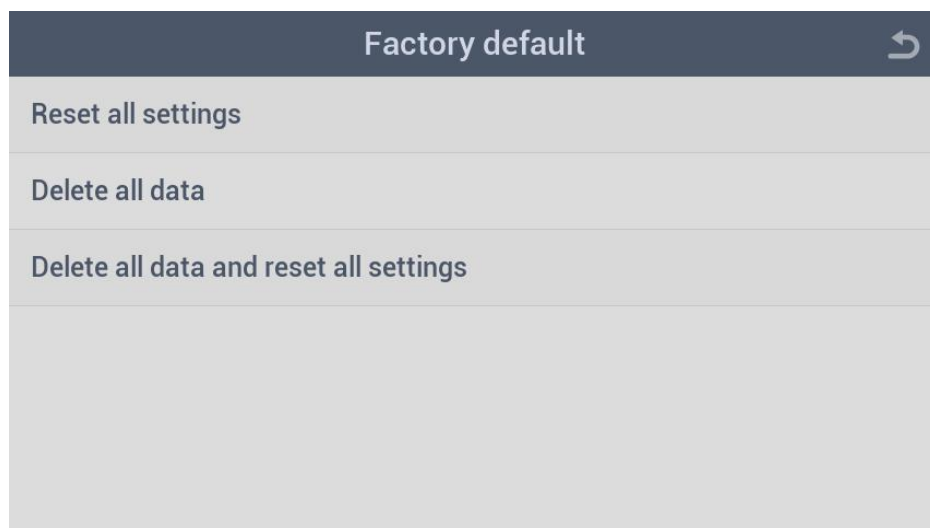 Factory default
Reset all settings
Delete all data
Delete all data and reset all settings